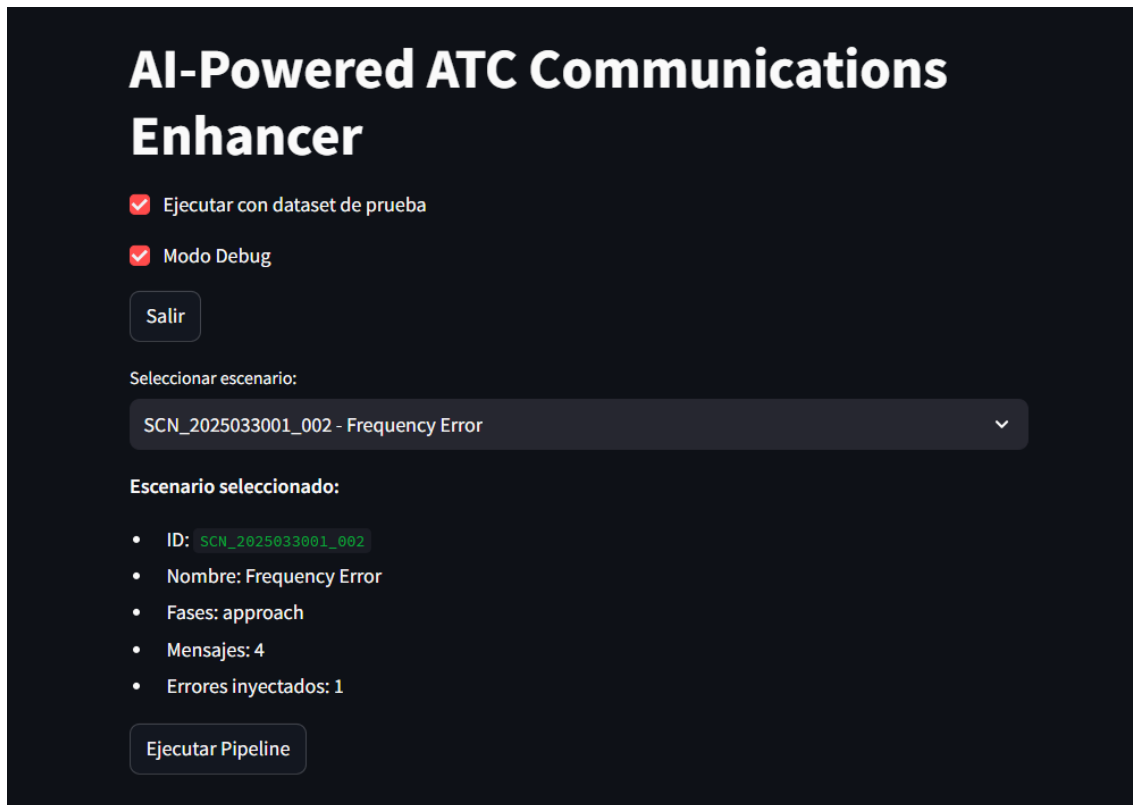 AI-Powered ATC Communications
Enhancer
Ejecutar con dataset de prueba
Modo Debug
Salir
Seleccionar escenario:
SCN_2025033001_002 - Frequency Error
Escenario seleccionado:
• ID: SCN_2025033001_002
• Nombre: Frequency Error
• Fases: approach
• Mensajes: 4
• Errores inyectados: 1
Ejecutar Pipeline